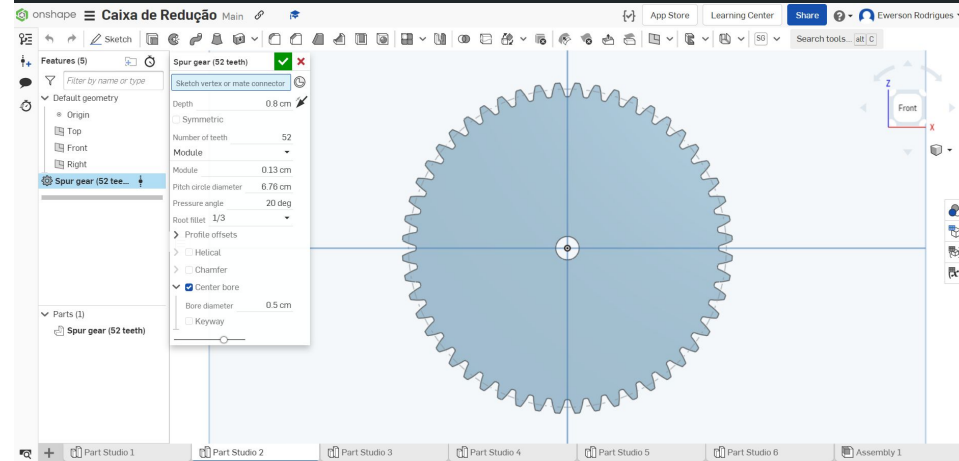 onshape Caixa de Redução Main App Store Learning Center Share Ewerson Rodrigues
Sketch SG Search tools... alt C
Features (5)
Filter by name or type
Default geometry
Origin
Top
Front
Right
Spur gear (52 tee...
Parts (1)
Spur gear (52 teeth)
Spur gear (52 teeth)
Sketch vertex or mate connector
Depth 0.8 cm
Symmetric
Number of teeth 52
Module
Module 0.13 cm
Pitch circle diameter 6.76 cm
Pressure angle 20 deg
Root fillet 1/3
Profile offsets
Helical
Chamfer
Center bore
Bore diameter 0.5 cm
Keyway
Z
Front
X
Part Studio 1 Part Studio 2 Part Studio 3 Part Studio 4 Part Studio 5 Part Studio 6 Assembly 1